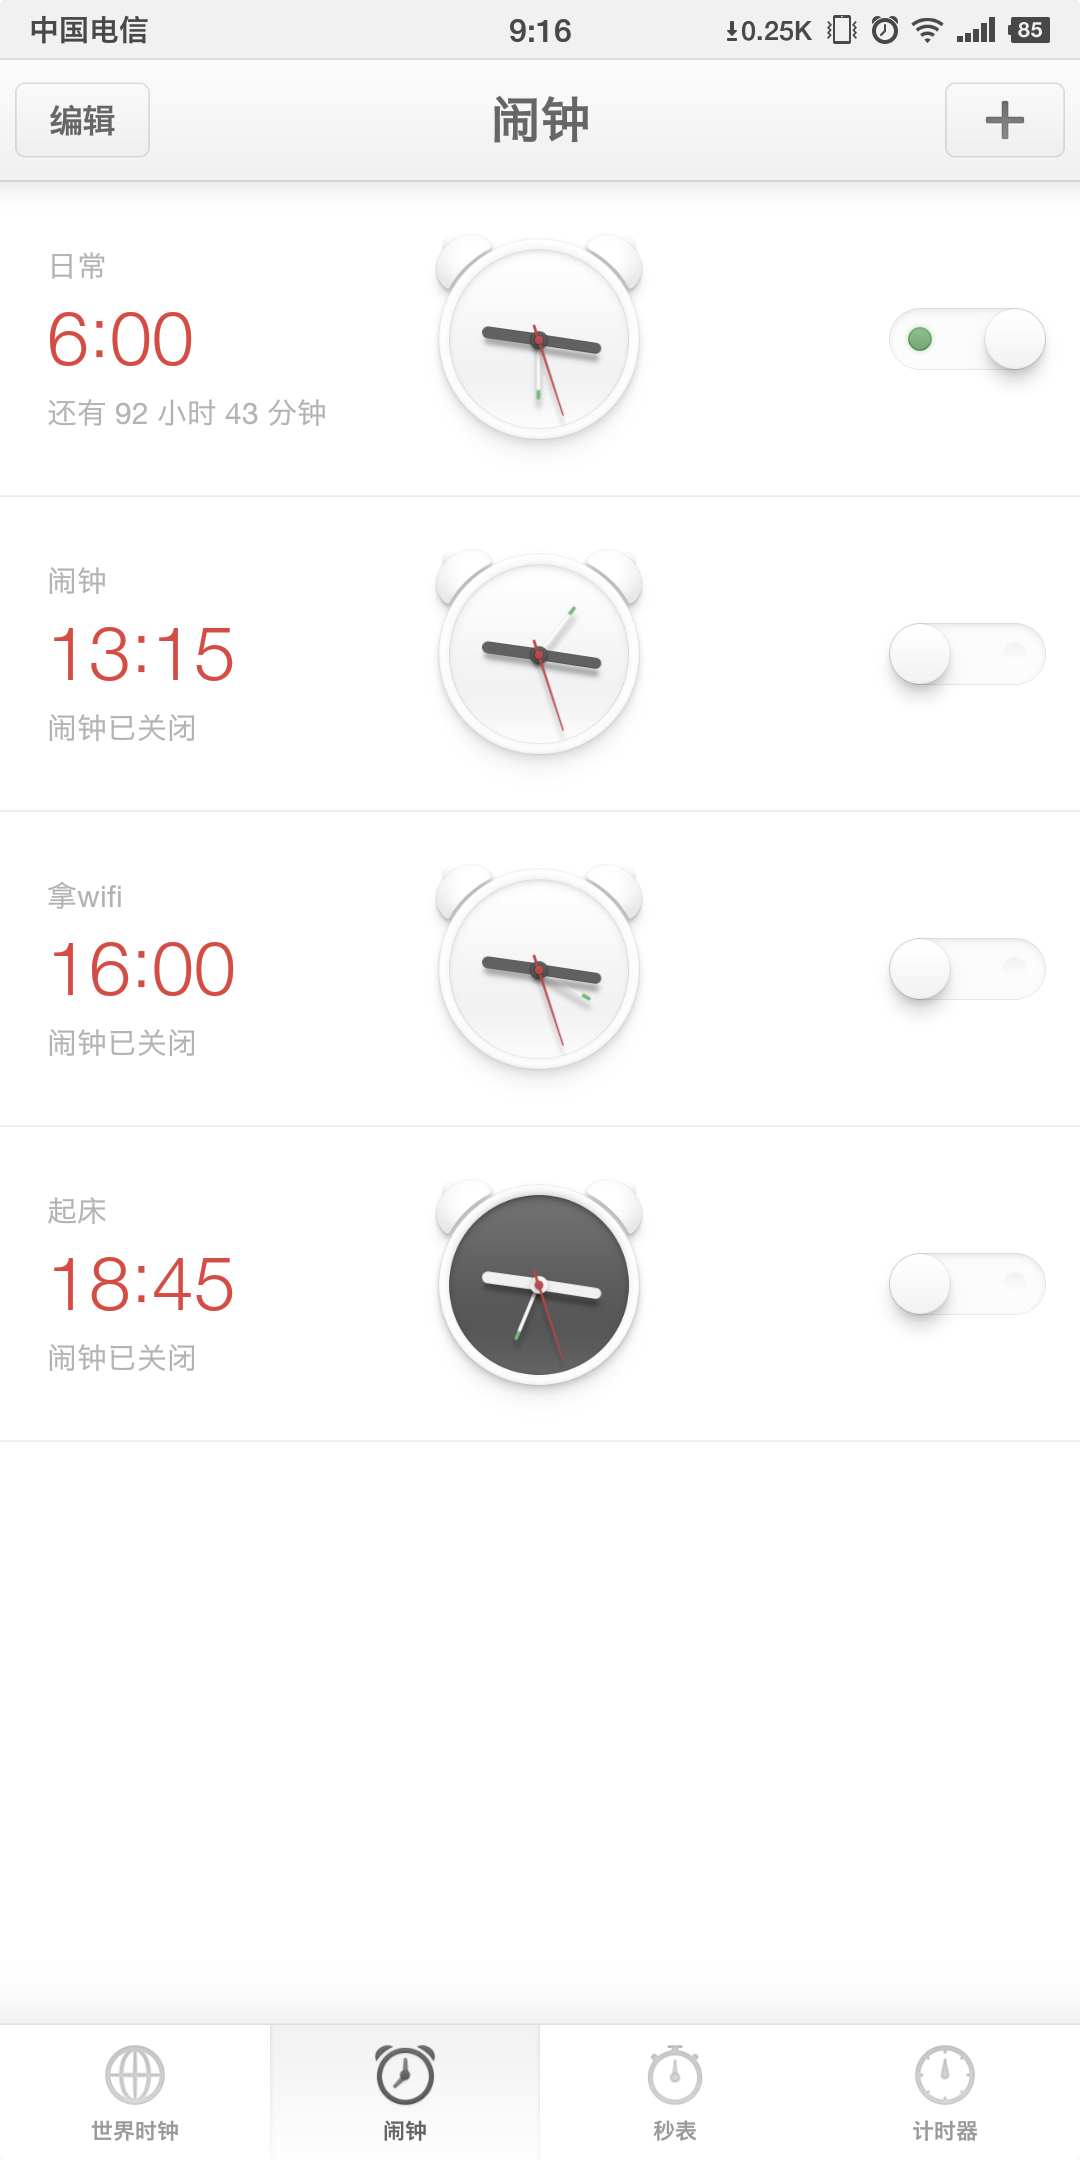 中国电信
9:16
0.25K
85
编辑
闹钟
日常
6:00
还有 92 小时 43 分钟
闹钟
13:15
闹钟已关闭
拿wifi
16:00
闹钟已关闭
起床
18:45
闹钟已关闭
世界时钟
闹钟
秒表
计时器